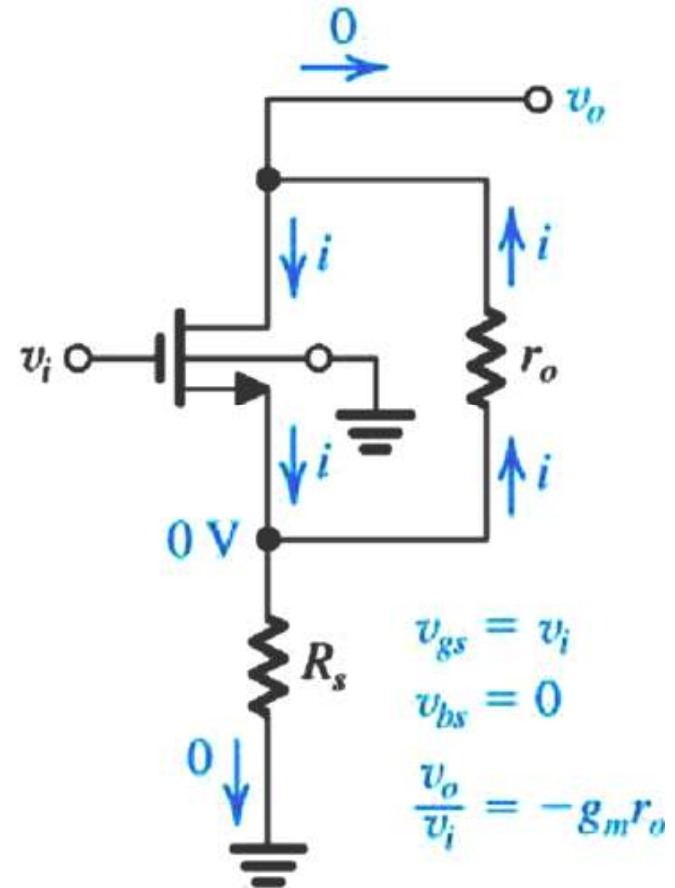 0
v_o
i
i
v_i
r_o
i
i
0 V
v_gs = v_i
R_s
v_bs = 0
0
v_o/v_i = −g_m r_o